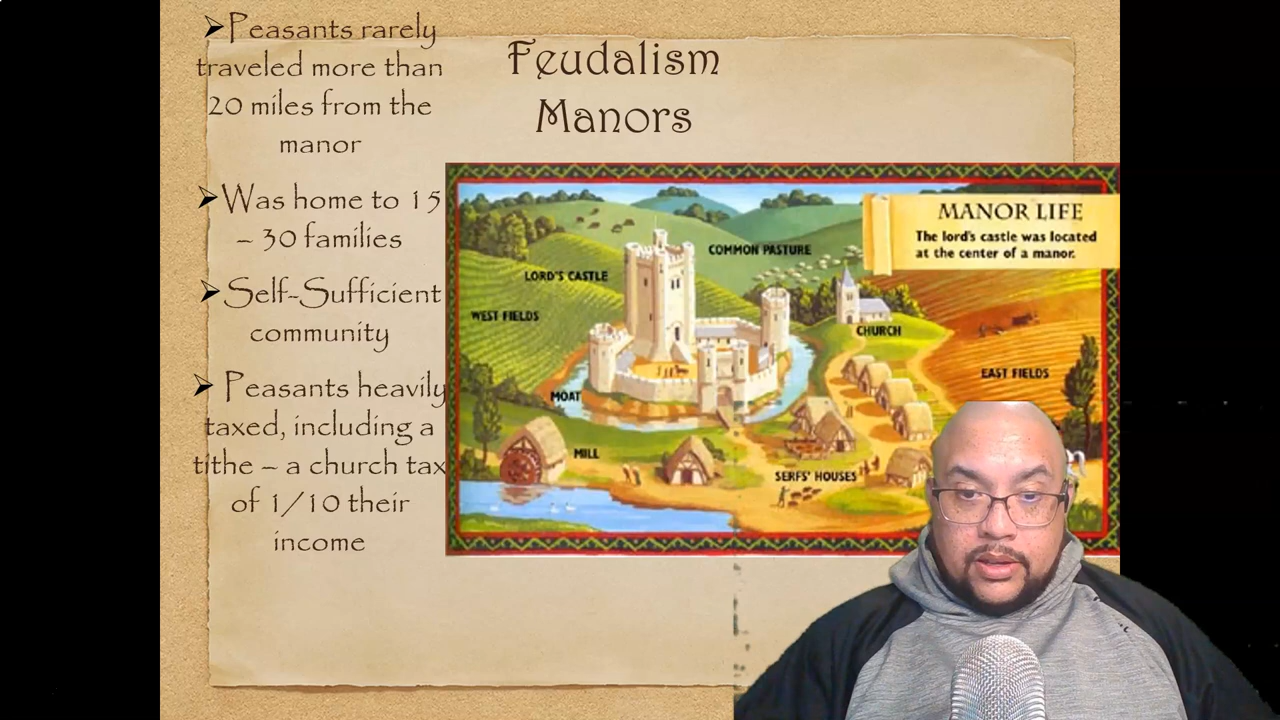 ➢Peasants rarely
traveled more than
20 miles from the
manor
➢Was home to 15
– 30 families
➢Self-Sufficient
community
➢ Peasants heavily
taxed, including a
tithe – a church tax
of 1/10 their
income
Feudalism
Manors
MANOR LIFE
The lord's castle was located
at the center of a manor.
COMMON PASTURE
LORD'S CASTLE
WEST FIELDS
CHURCH
EAST FIELDS
MOAT
MILL
SERFS' HOUSES